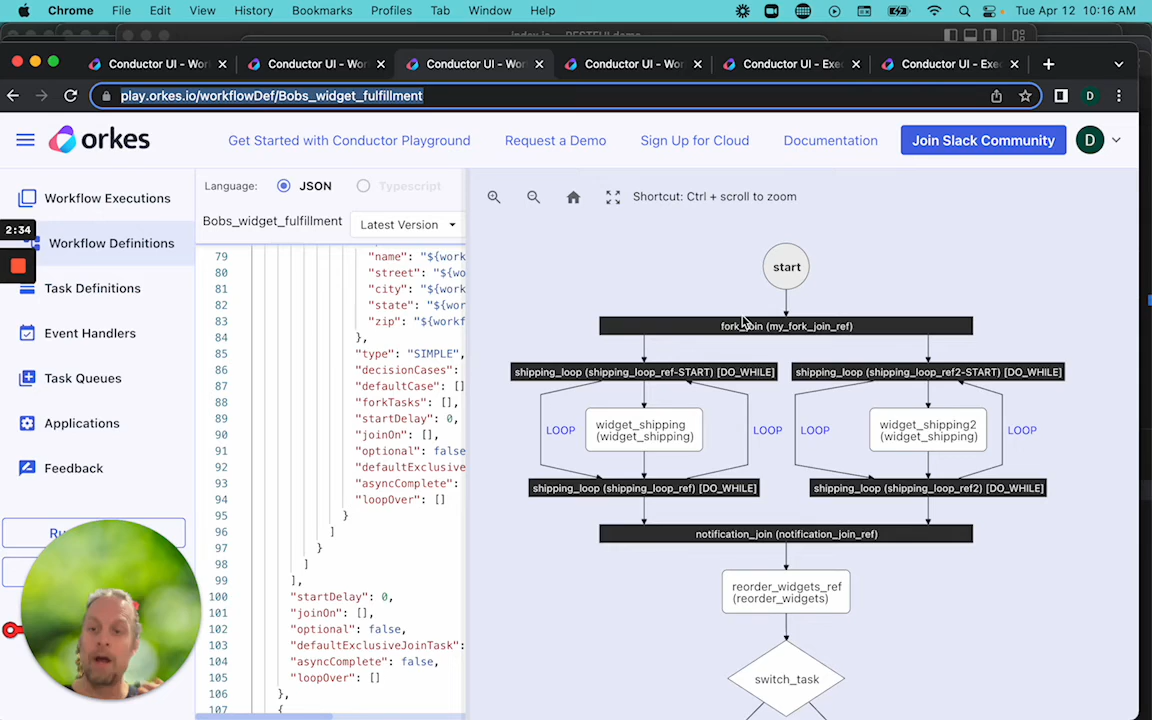 Chrome File Edit View History Bookmarks Profiles Tab Window Help Tue Apr 12 10:16 AM
Conductor UI - Wor Conductor UI - Wor Conductor UI - Wor Conductor UI - Wor Conductor UI - Exe Conductor UI - Exe
play.orkes.io/workflowDef/Bobs_widget_fulfillment D
orkes Get Started with Conductor Playground Request a Demo Sign Up for Cloud Documentation Join Slack Community D
Workflow Executions
2:34
Workflow Definitions
Task Definitions
Event Handlers
Task Queues
Applications
Feedback
Ru
Language: JSON Typescript
Bobs_widget_fulfillment Latest Version
79 "name": "${work
80 "street": "${wo
81 "city": "${work
82 "state": "${wor
83 "zip": "${workf
84 },
85 "type": "SIMPLE",
86 "decisionCases":
87 "defaultCase": []
88 "forkTasks": [],
89 "startDelay": 0,
90 "joinOn": [],
91 "optional": false
92 "defaultExclusive
93 "asyncComplete":
94 "loopOver": []
95 }
96 ]
97 }
98 ]
99 ],
100 "startDelay": 0,
101 "joinOn": [],
102 "optional": false,
103 "defaultExclusiveJoinTask":
104 "asyncComplete": false,
105 "loopOver": []
106 },
107 {
Shortcut: Ctrl + scroll to zoom
start
fork_join (my_fork_join_ref)
shipping_loop (shipping_loop_ref-START) [DO_WHILE] shipping_loop (shipping_loop_ref2-START) [DO_WHILE]
LOOP widget_shipping
(widget_shipping) LOOP
LOOP widget_shipping2
(widget_shipping) LOOP
shipping_loop (shipping_loop_ref) [DO_WHILE] shipping_loop (shipping_loop_ref2) [DO_WHILE]
notification_join (notification_join_ref)
reorder_widgets_ref
(reorder_widgets)
switch_task